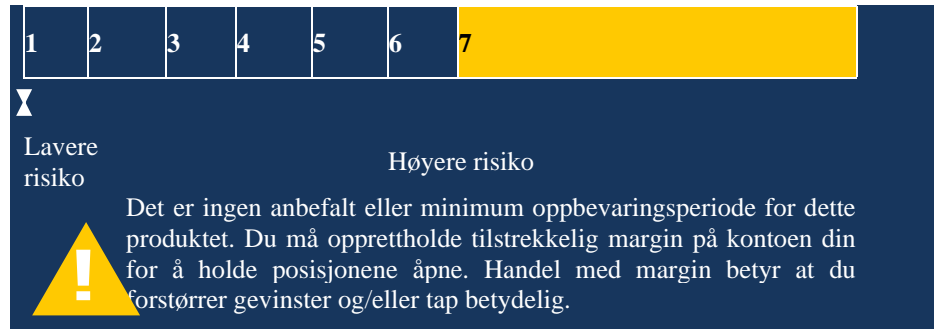 1 2 3 4 5 6 7
Lavere
risiko
Høyere risiko
Det er ingen anbefalt eller minimum oppbevaringsperiode for dette
produktet. Du må opprettholde tilstrekkelig margin på kontoen din
for å holde posisjonene åpne. Handel med margin betyr at du
forstørrer gevinster og/eller tap betydelig.
!